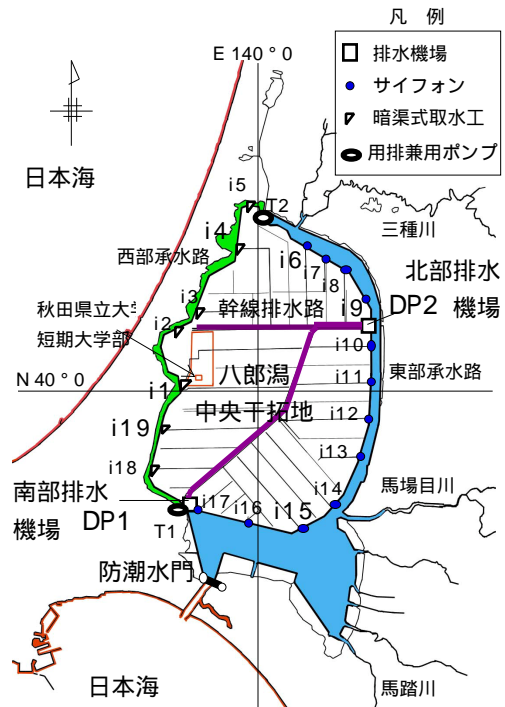 凡 例
排水機場
サイフォン
暗渠式取水工
用排兼用ポンプ
E 140°0
日本海
i5
T2
三種川
i4
i6
西部承水路
i7
北部排水
機場
i8
i3
i9
DP2
秋田県立大学
短期大学部
i2
幹線排水路
i10
N 40°0
i1
八郎潟
中央干拓地
i11
東部承水路
i12
i19
i13
i18
馬場目川
南部排水
機場
DP1
i14
i17
i16
i15
T1
防潮水門
日本海
馬踏川